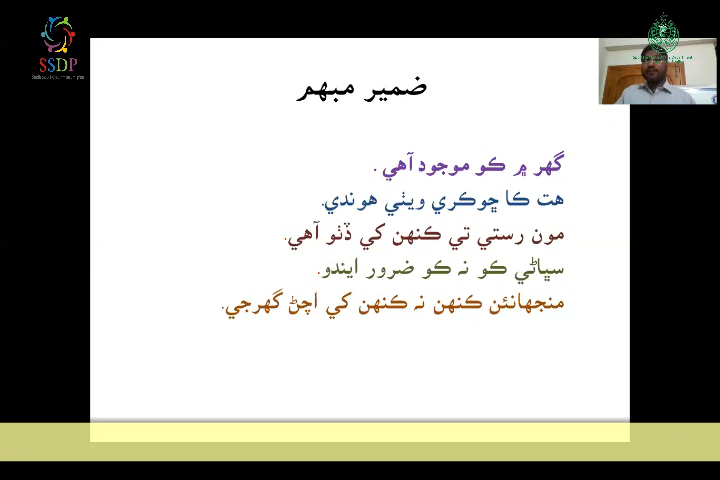 SSDP
ضمير مبهم
گهر ۾ ڪو موجود آهي .
هت ڪا ڇوڪري ويٺي هوندي.
مون رستي تي ڪنهن کي ڏٺو آهي.
سڀاڻي ڪو نہ ڪو ضرور ايندو.
منجهانئن ڪنهن نہ ڪنهن کي اچڻ گهرجي.